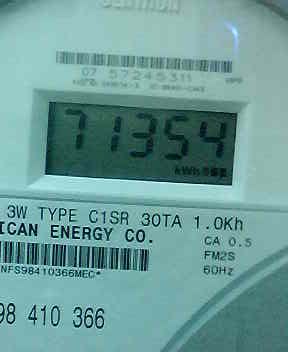 CENTRON
07 57245311
71354
kWh
3W TYPE C1SR 30TA 1.0Kh
ICAN ENERGY CO.
CA 0.5
FM2S
60Hz
NFS98410366MEC*
98 410 366